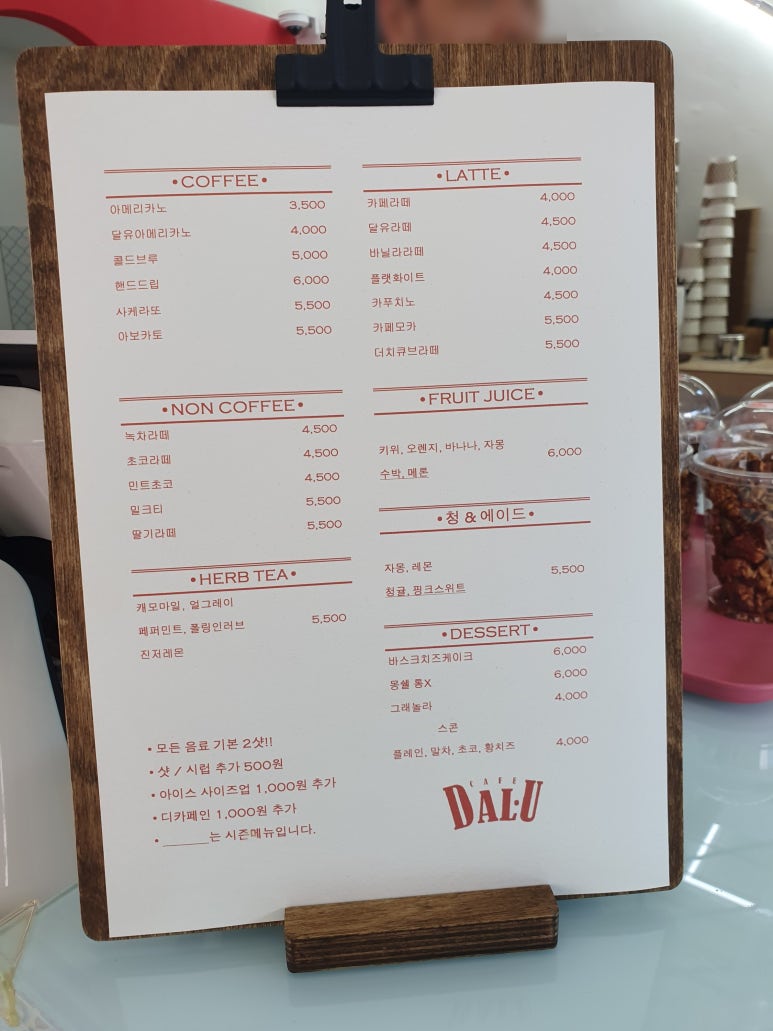 •COFFEE•
아메리카노 3,500
달유아메리카노 4,000
콜드브루 5,000
핸드드립 6,000
사케라또 5,500
아보카토 5,500
•LATTE•
카페라떼 4,000
달유라떼 4,500
바닐라라떼 4,500
플랫화이트 4,000
카푸치노 4,500
카페모카 5,500
더치큐브라떼 5,500
•NON COFFEE•
녹차라떼 4,500
초코라떼 4,500
민트초코 4,500
밀크티 5,500
딸기라떼 5,500
•FRUIT JUICE•
키위, 오렌지, 바나나, 자몽
수박, 메론 6,000
•청 & 에이드•
자몽, 레몬
청귤, 핑크스위트 5,500
•HERB TEA•
캐모마일, 얼그레이
페퍼민트, 폴링인러브 5,500
진저레몬
•DESSERT•
바스크치즈케이크 6,000
몽쉘 통X 6,000
그래놀라 4,000
스콘
플레인, 말차, 초코, 황치즈 4,000
• 모든 음료 기본 2샷!!
• 샷 / 시럽 추가 500원
• 아이스 사이즈업 1,000원 추가
• 디카페인 1,000원 추가
• ______는 시즌메뉴입니다.
CAFE
DAL·U